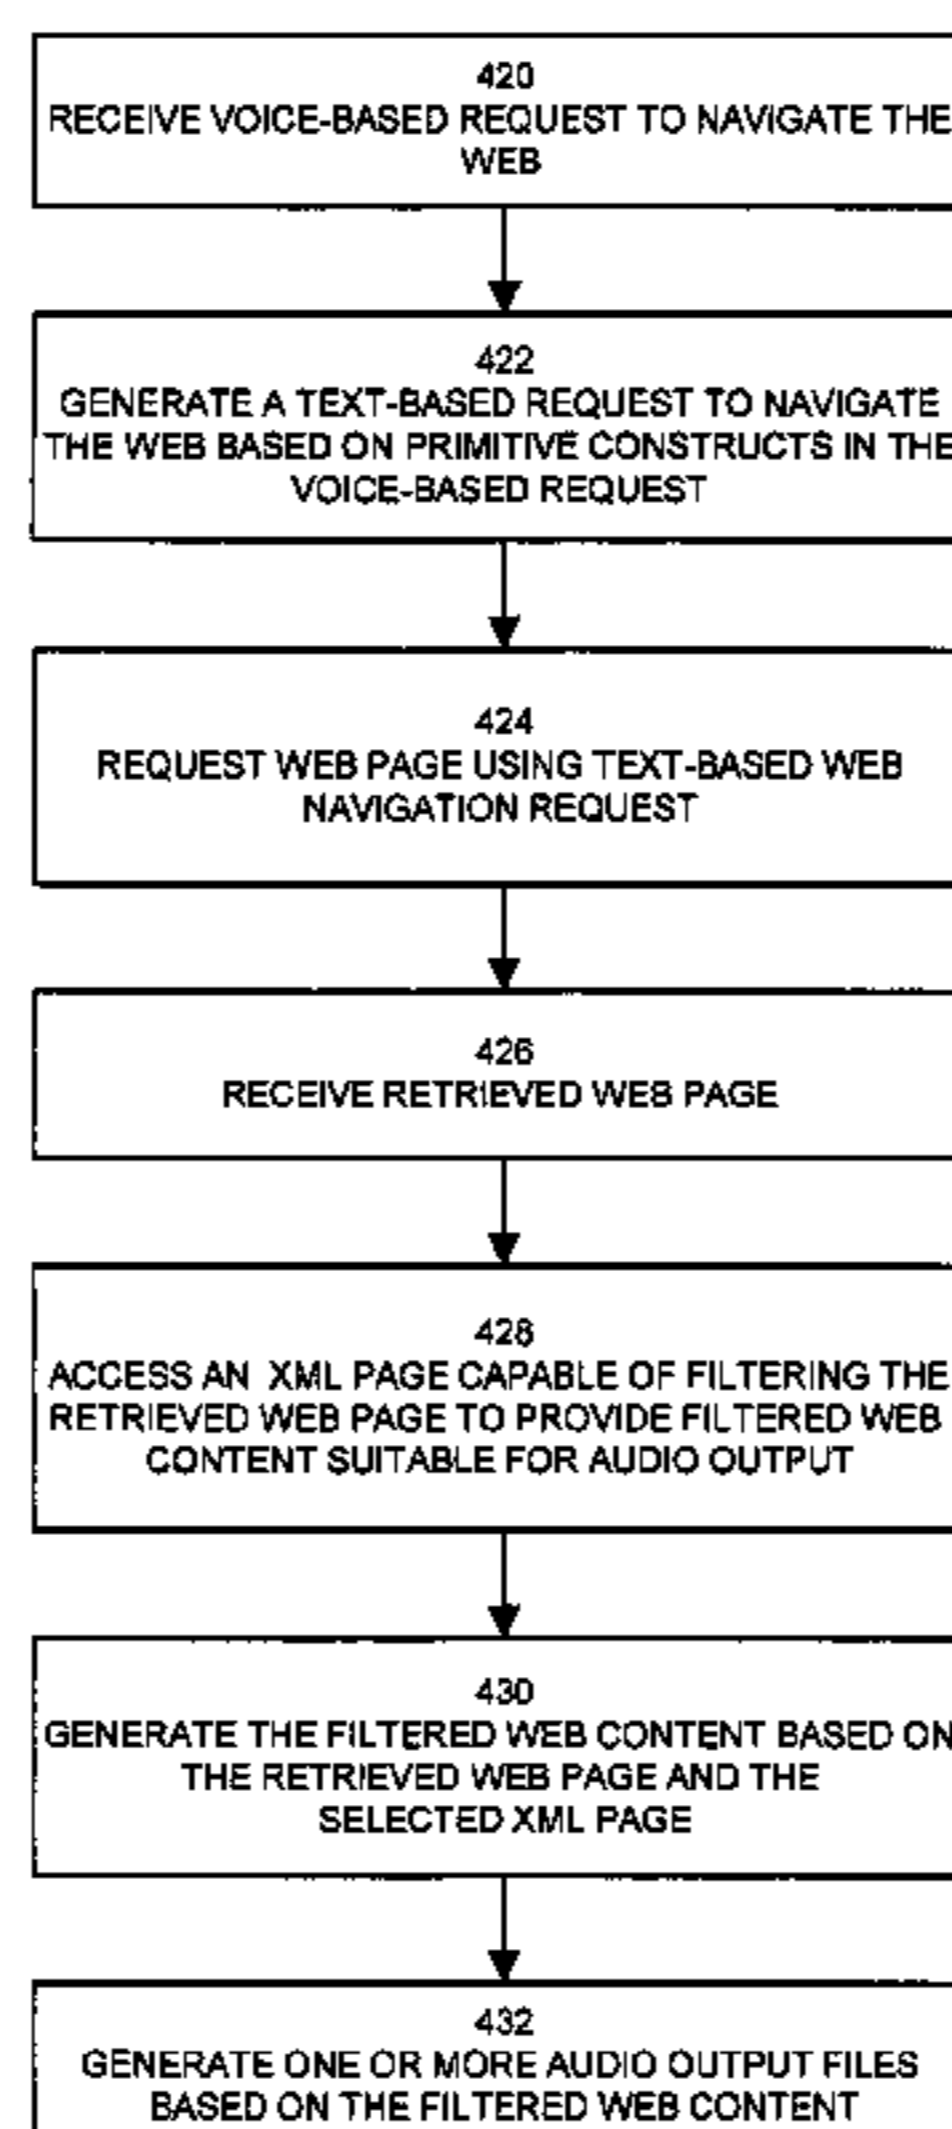 420
RECEIVE VOICE-BASED REQUEST TO NAVIGATE THE
WEB
422
GENERATE A TEXT-BASED REQUEST TO NAVIGATE
THE WEB BASED ON PRIMITIVE CONSTRUCTS IN THE
VOICE-BASED REQUEST
424
REQUEST WEB PAGE USING TEXT-BASED WEB
NAVIGATION REQUEST
426
RECEIVE RETRIEVED WEB PAGE
428
ACCESS AN XML PAGE CAPABLE OF FILTERING THE
RETRIEVED WEB PAGE TO PROVIDE FILTERED WEB
CONTENT SUITABLE FOR AUDIO OUTPUT
430
GENERATE THE FILTERED WEB CONTENT BASED ON
THE RETRIEVED WEB PAGE AND THE
SELECTED XML PAGE
432
GENERATE ONE OR MORE AUDIO OUTPUT FILES
BASED ON THE FILTERED WEB CONTENT